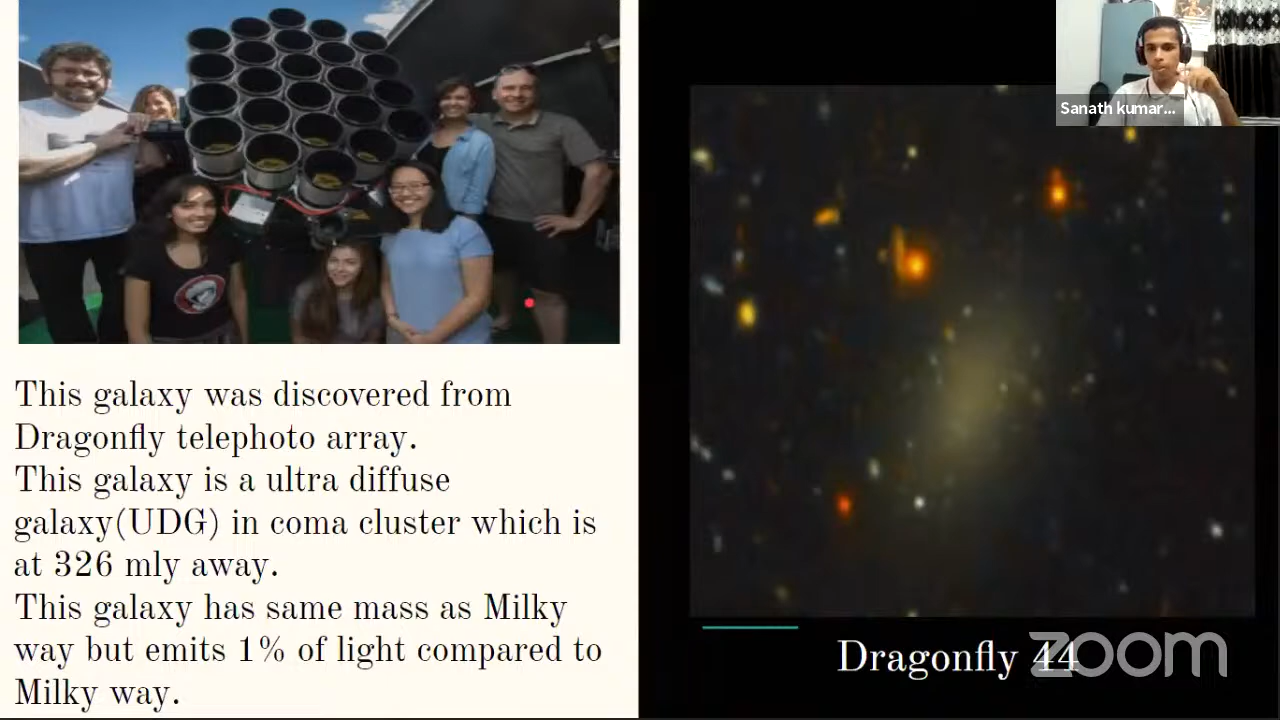 Sanath kumar...
This galaxy was discovered from
Dragonfly telephoto array.
This galaxy is a ultra diffuse
galaxy(UDG) in coma cluster which is
at 326 mly away.
This galaxy has same mass as Milky
way but emits 1% of light compared to
Milky way.
Dragonfly 44
zoom